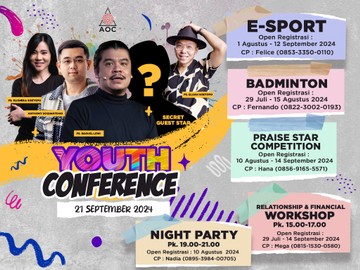 AOC
SECRET
GUEST STAR
YOUTH
CONFERENCE
21 SEPTEMBER 2024
E-SPORT
Open Registrasi :
1 Agustus - 12 September 2024
CP : Felice (0853-3350-0110)
BADMINTON
Open Registrasi :
29 Juli - 15 Agustus 2024
CP : Fernando (0822-3002-0193)
PRAISE STAR
COMPETITION
Open Registrasi :
10 Agustus - 14 September 2024
CP : Hana (0856-9165-5571)
RELATIONSHIP & FINANCIAL
WORKSHOP
Pk. 15.00-17.00
Open Registrasi :
29 Juli - 14 September 2024
CP : Mega (0815-1530-0580)
NIGHT PARTY
Pk. 19.00-21.00
Open Registrasi : 10 Agustus 2024
CP : Nadia (0895-3984-00705)